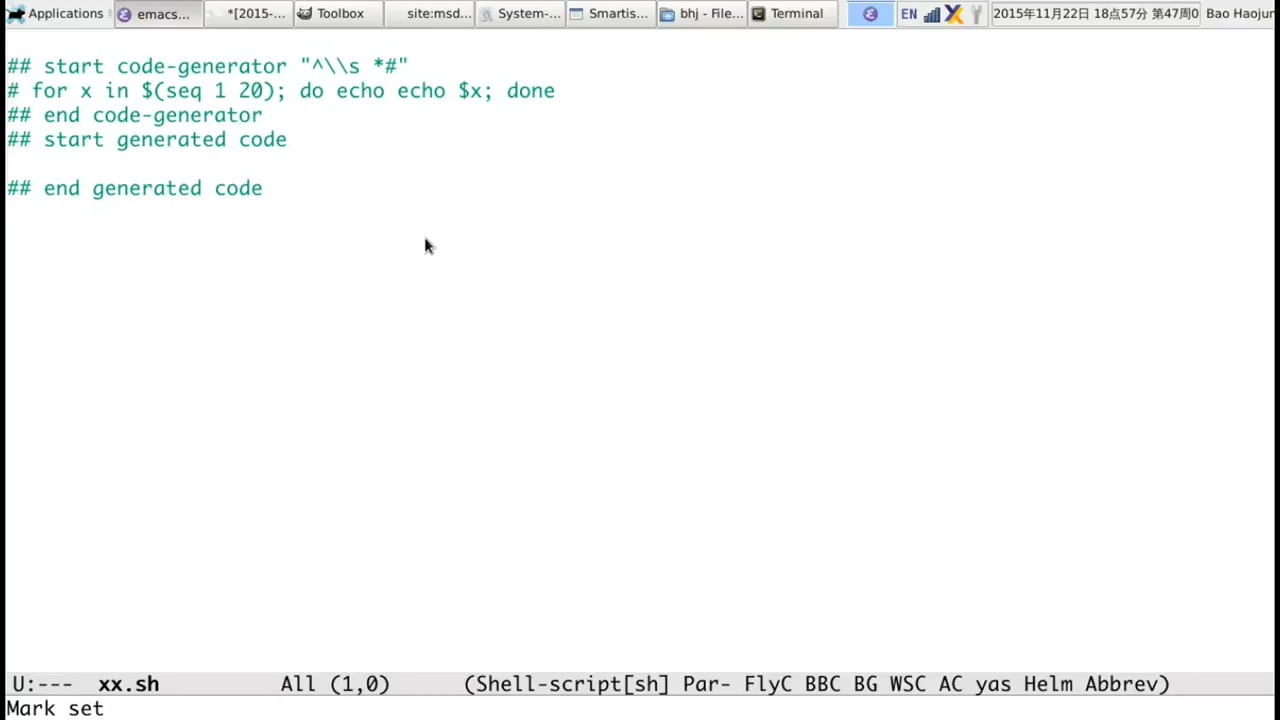 Applications emacs... *[2015-... Toolbox site:msd... System-... Smartis... bhj - File... Terminal EN 2015年11月22日 18点57分 第47周0 Bao Haojun
## start code-generator "^\\s *#"
# for x in $(seq 1 20); do echo echo $x; done
## end code-generator
## start generated code
## end generated code
U:--- xx.sh All (1,0) (Shell-script[sh] Par- FlyC BBC BG WSC AC yas Helm Abbrev)
Mark set